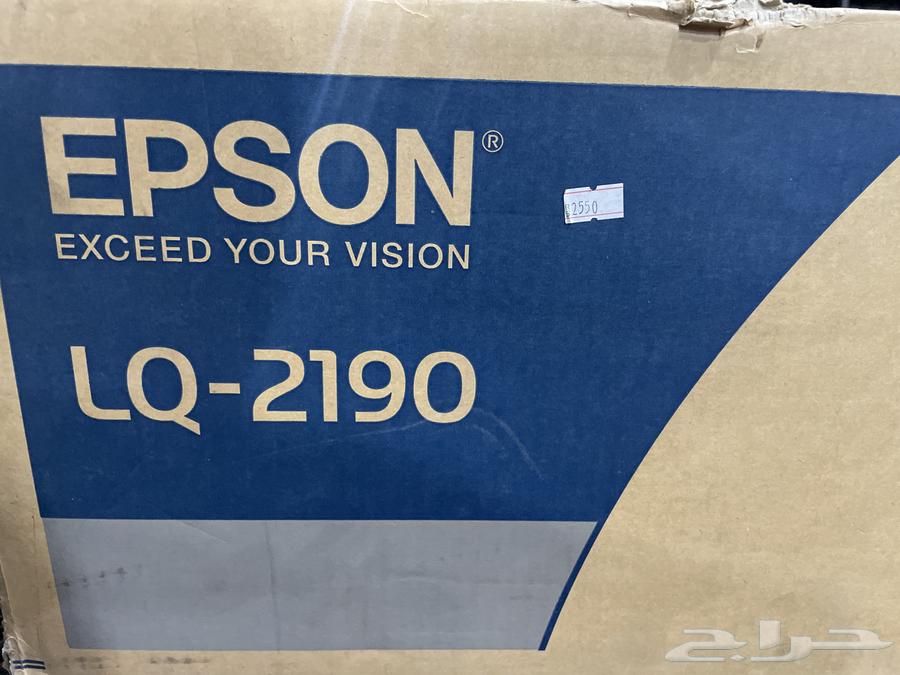 EPSON®
2550
EXCEED YOUR VISION
LQ-2190
حراج